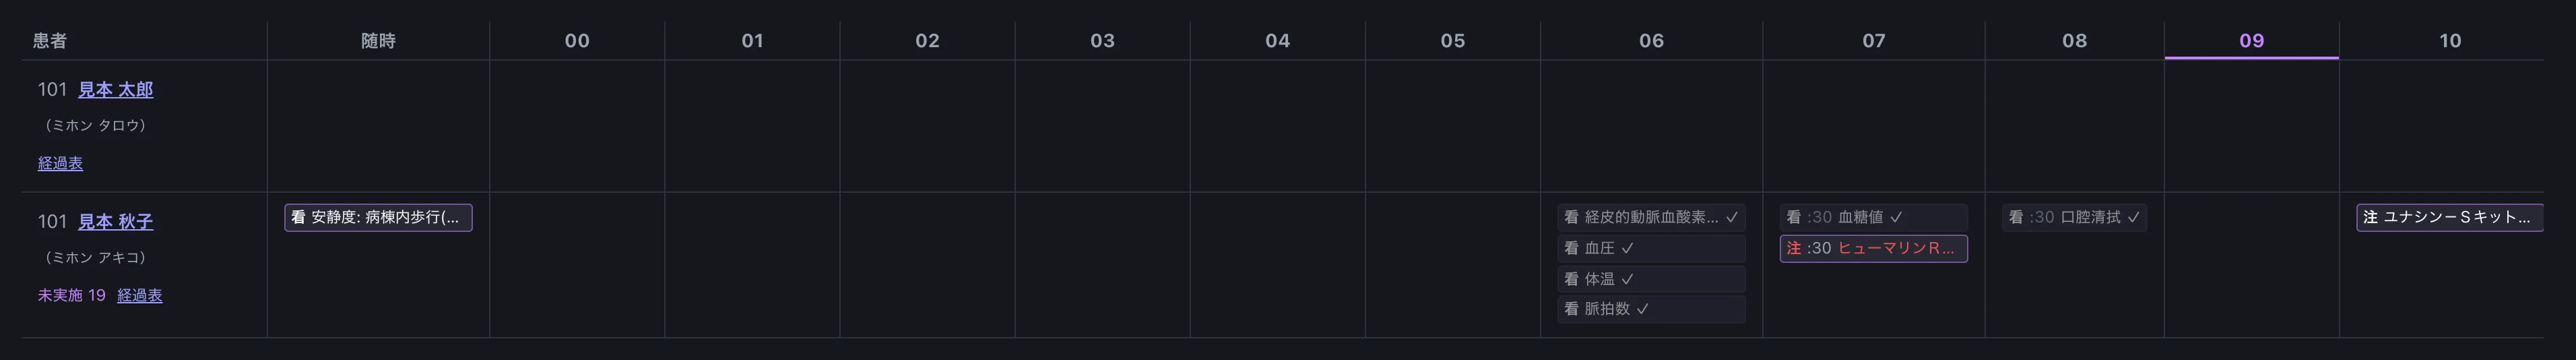 患者 随時 00 01 02 03 04 05 06 07 08 09 10
101 見本 太郎
（ミホン タロウ）
経過表
101 見本 秋子
（ミホン アキコ）
未実施 19 経過表
看 安静度: 病棟内歩行(...
看 経皮的動脈血酸素... ✓
看 血圧 ✓
看 体温 ✓
看 脈拍数 ✓
看 :30 血糖値 ✓
注 :30 ヒューマリンＲ...
看 :30 口腔清拭 ✓
注 ユナシン－Ｓキット...